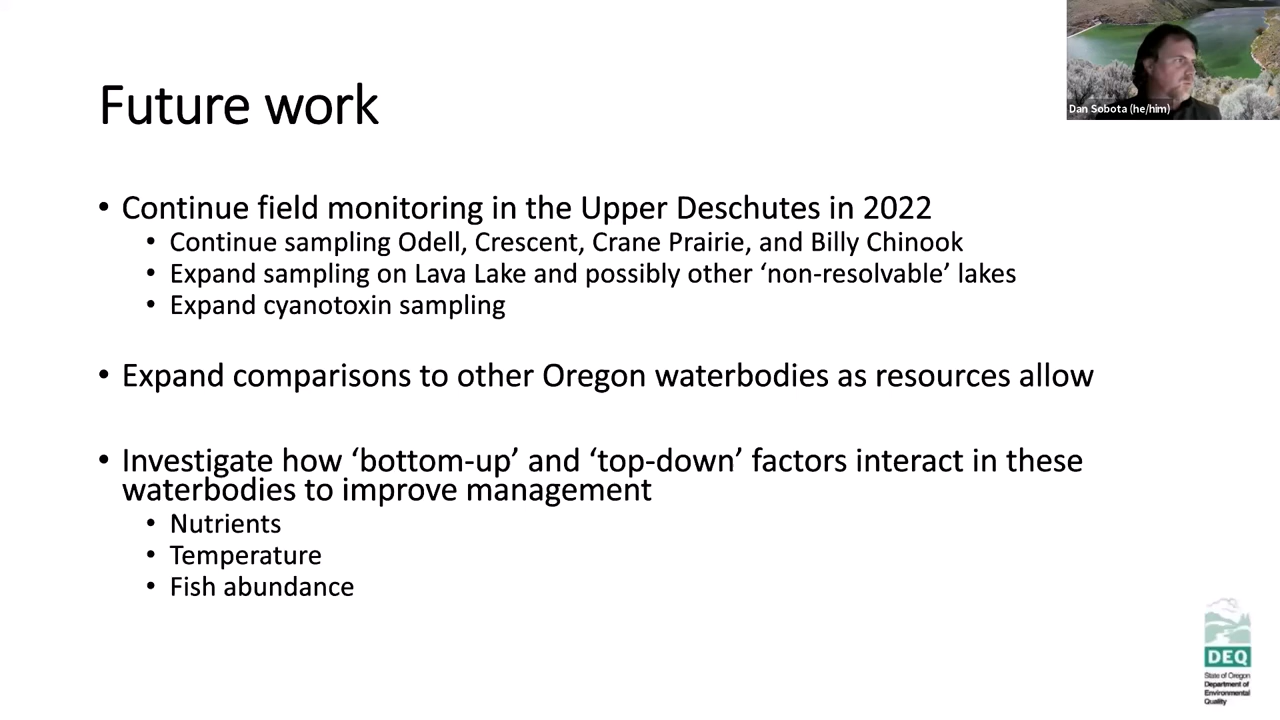 Future work
Dan Sobota (he/him)
• Continue field monitoring in the Upper Deschutes in 2022
• Continue sampling Odell, Crescent, Crane Prairie, and Billy Chinook
• Expand sampling on Lava Lake and possibly other ‘non-resolvable’ lakes
• Expand cyanotoxin sampling
• Expand comparisons to other Oregon waterbodies as resources allow
• Investigate how ‘bottom-up’ and ‘top-down’ factors interact in these
waterbodies to improve management
• Nutrients
• Temperature
• Fish abundance
DEQ
State of Oregon
Department of
Environmental
Quality